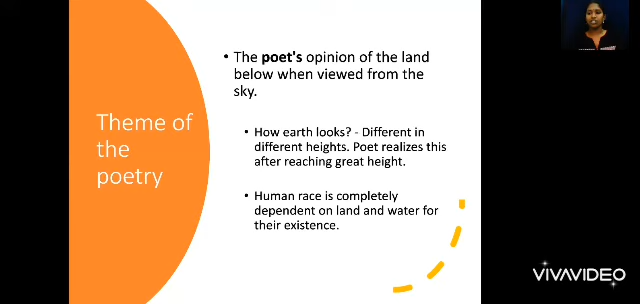 Theme of
the
poetry
• The poet's opinion of the land
below when viewed from the
sky.
• How earth looks? - Different in
different heights. Poet realizes this
after reaching great height.
• Human race is completely
dependent on land and water for
their existence.
VIVAVIDEO